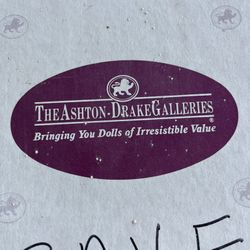 THE ASHTON-DRAKE GALLERIES®
Bringing You Dolls of Irresistible Value